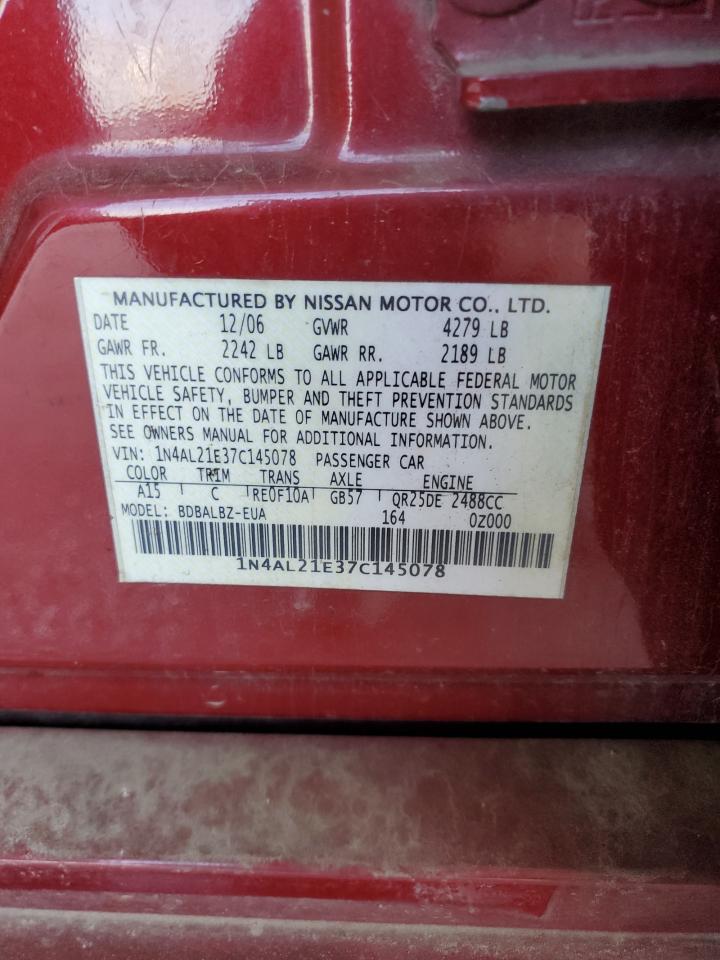 MANUFACTURED BY NISSAN MOTOR CO., LTD.
DATE 12/06 GVWR 4279 LB
GAWR FR. 2242 LB GAWR RR. 2189 LB
THIS VEHICLE CONFORMS TO ALL APPLICABLE FEDERAL MOTOR
VEHICLE SAFETY, BUMPER AND THEFT PREVENTION STANDARDS
IN EFFECT ON THE DATE OF MANUFACTURE SHOWN ABOVE.
SEE OWNERS MANUAL FOR ADDITIONAL INFORMATION.
VIN: 1N4AL21E37C145078 PASSENGER CAR
COLOR TRIM TRANS AXLE ENGINE
A15 C RE0F10A GB57 QR25DE 2488CC
MODEL: BDBALBZ-EUA 164 0Z000
1N4AL21E37C145078